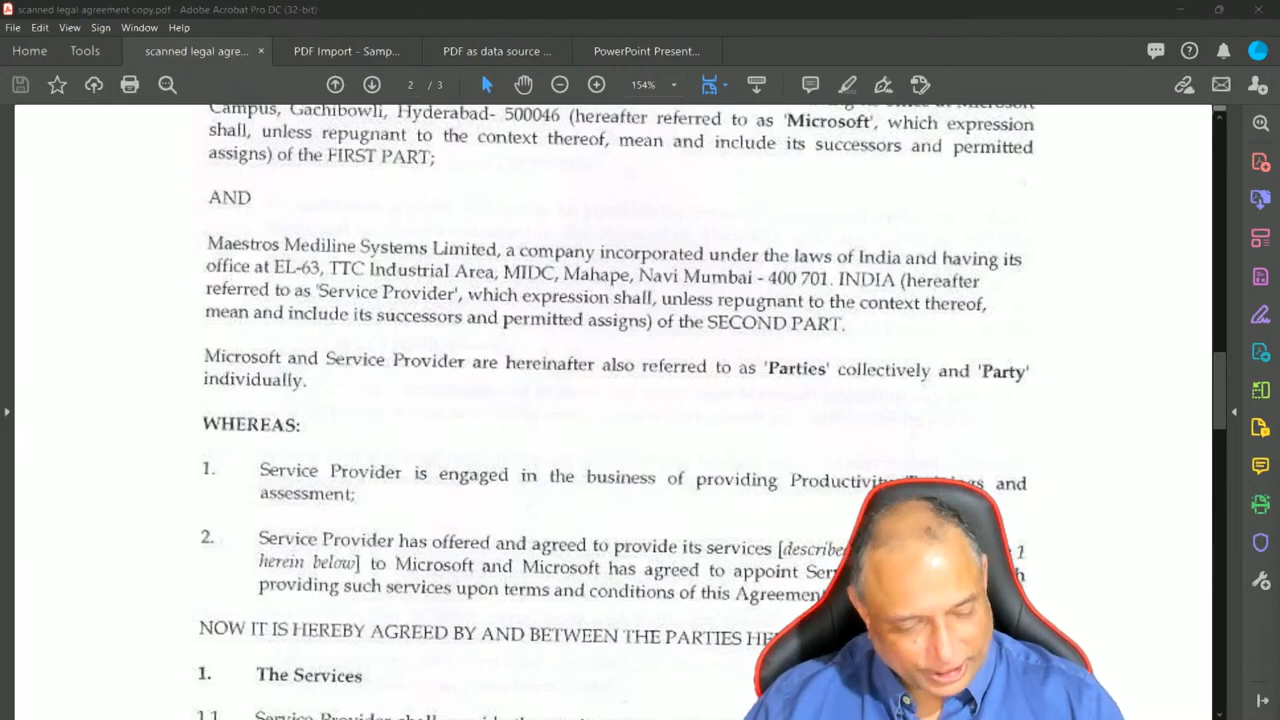 scanned legal agreement copy.pdf - Adobe Acrobat Pro DC (32-bit)
File Edit View Sign Window Help
Home Tools scanned legal agre... × PDF Import - Samp... PDF as data source ... PowerPoint Present...
2 / 3 154%
Campus, Gachibowli, Hyderabad- 500046 (hereafter referred to as 'Microsoft', which expression
shall, unless repugnant to the context thereof, mean and include its successors and permitted
assigns) of the FIRST PART;
AND
Maestros Mediline Systems Limited, a company incorporated under the laws of India and having its
office at EL-63, TTC Industrial Area, MIDC, Mahape, Navi Mumbai - 400 701. INDIA (hereafter
referred to as 'Service Provider', which expression shall, unless repugnant to the context thereof,
mean and include its successors and permitted assigns) of the SECOND PART.
Microsoft and Service Provider are hereinafter also referred to as 'Parties' collectively and 'Party'
individually.
WHEREAS:
1. Service Provider is engaged in the business of providing Productivity and
assessment;
2. Service Provider has offered and agreed to provide its services [describe 1
herein below] to Microsoft and Microsoft has agreed to appoint Ser
providing such services upon terms and conditions of this Agreement
NOW IT IS HEREBY AGREED BY AND BETWEEN THE PARTIES HE
1. The Services
1.1 Service Provider shall